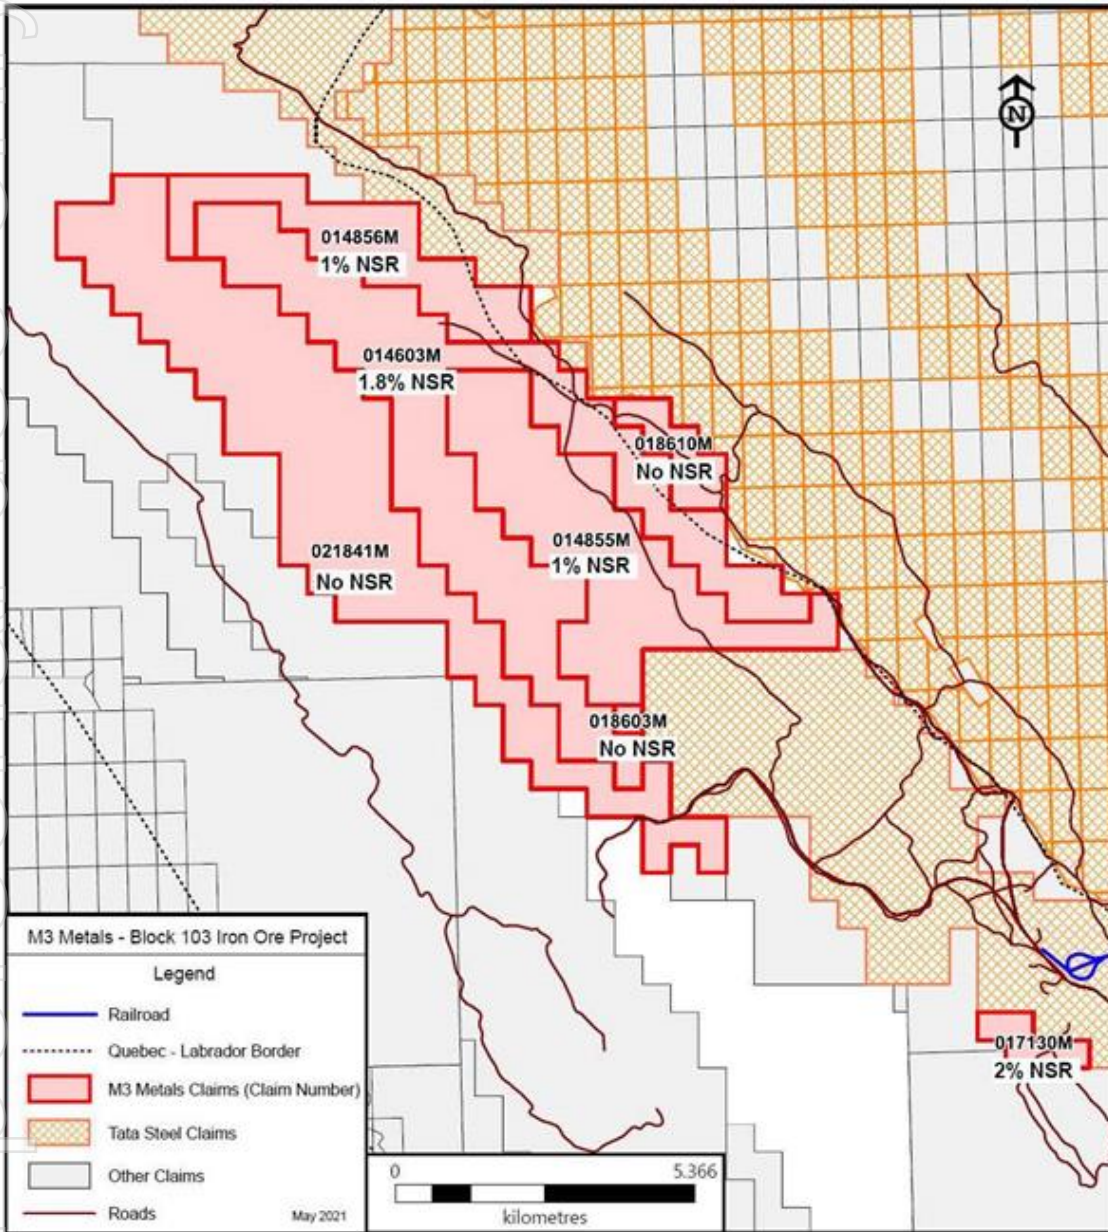 N
014856M
1% NSR
014603M
1.8% NSR
018610M
No NSR
014855M
1% NSR
021841M
No NSR
018603M
No NSR
017130M
2% NSR
M3 Metals - Block 103 Iron Ore Project
Legend
Railroad
Quebec - Labrador Border
M3 Metals Claims (Claim Number)
Tata Steel Claims
Other Claims
Roads
May 2021
0 5.366
kilometres